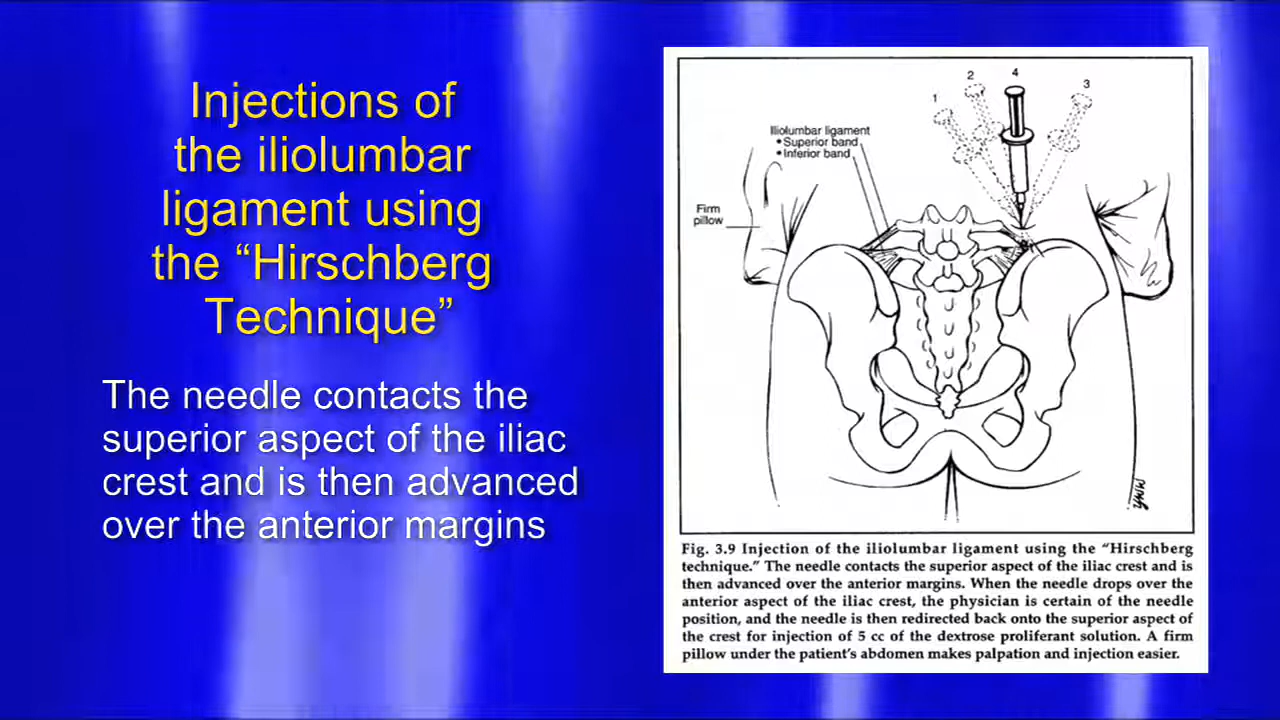 Injections of
the iliolumbar
ligament using
the “Hirschberg
Technique”
The needle contacts the
superior aspect of the iliac
crest and is then advanced
over the anterior margins
1
2
4
3
Iliolumbar ligament
• Superior band
• Inferior band
Firm
pillow
Fig. 3.9 Injection of the iliolumbar ligament using the “Hirschberg
technique.” The needle contacts the superior aspect of the iliac crest and is
then advanced over the anterior margins. When the needle drops over the
anterior aspect of the iliac crest, the physician is certain of the needle
position, and the needle is then redirected back onto the superior aspect of
the crest for injection of 5 cc of the dextrose proliferant solution. A firm
pillow under the patient’s abdomen makes palpation and injection easier.